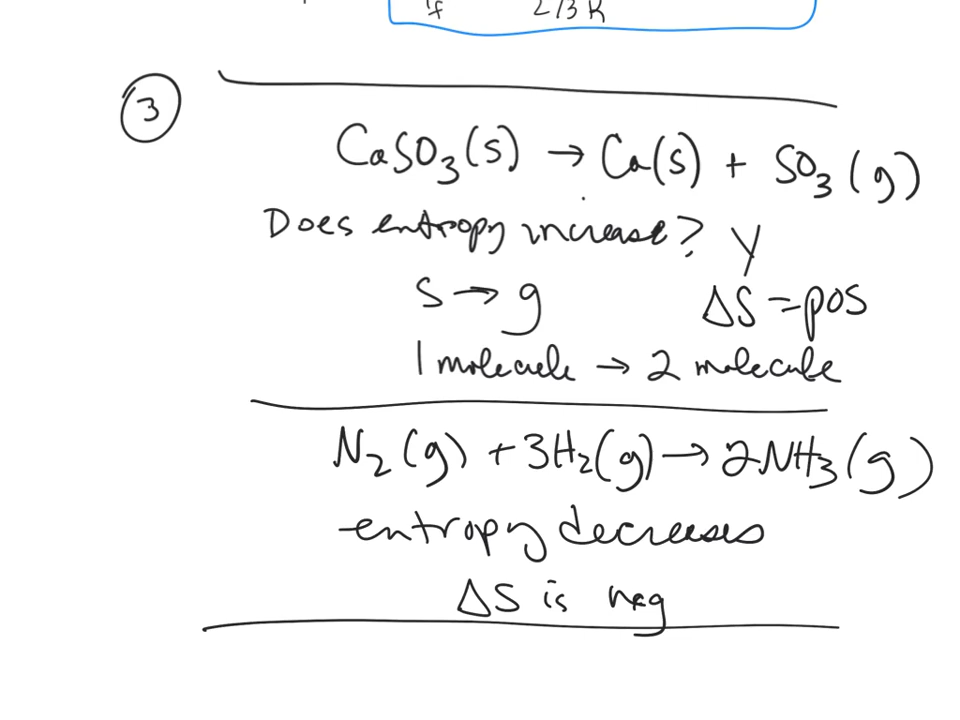 273 K
3
CaSO₃(s) → Ca(s) + SO₃(g)
Does entropy increase? Y
S → g ΔS = pos
1 molecule → 2 molecule
N₂(g) + 3H₂(g) → 2NH₃(g)
entropy decreases
ΔS is neg